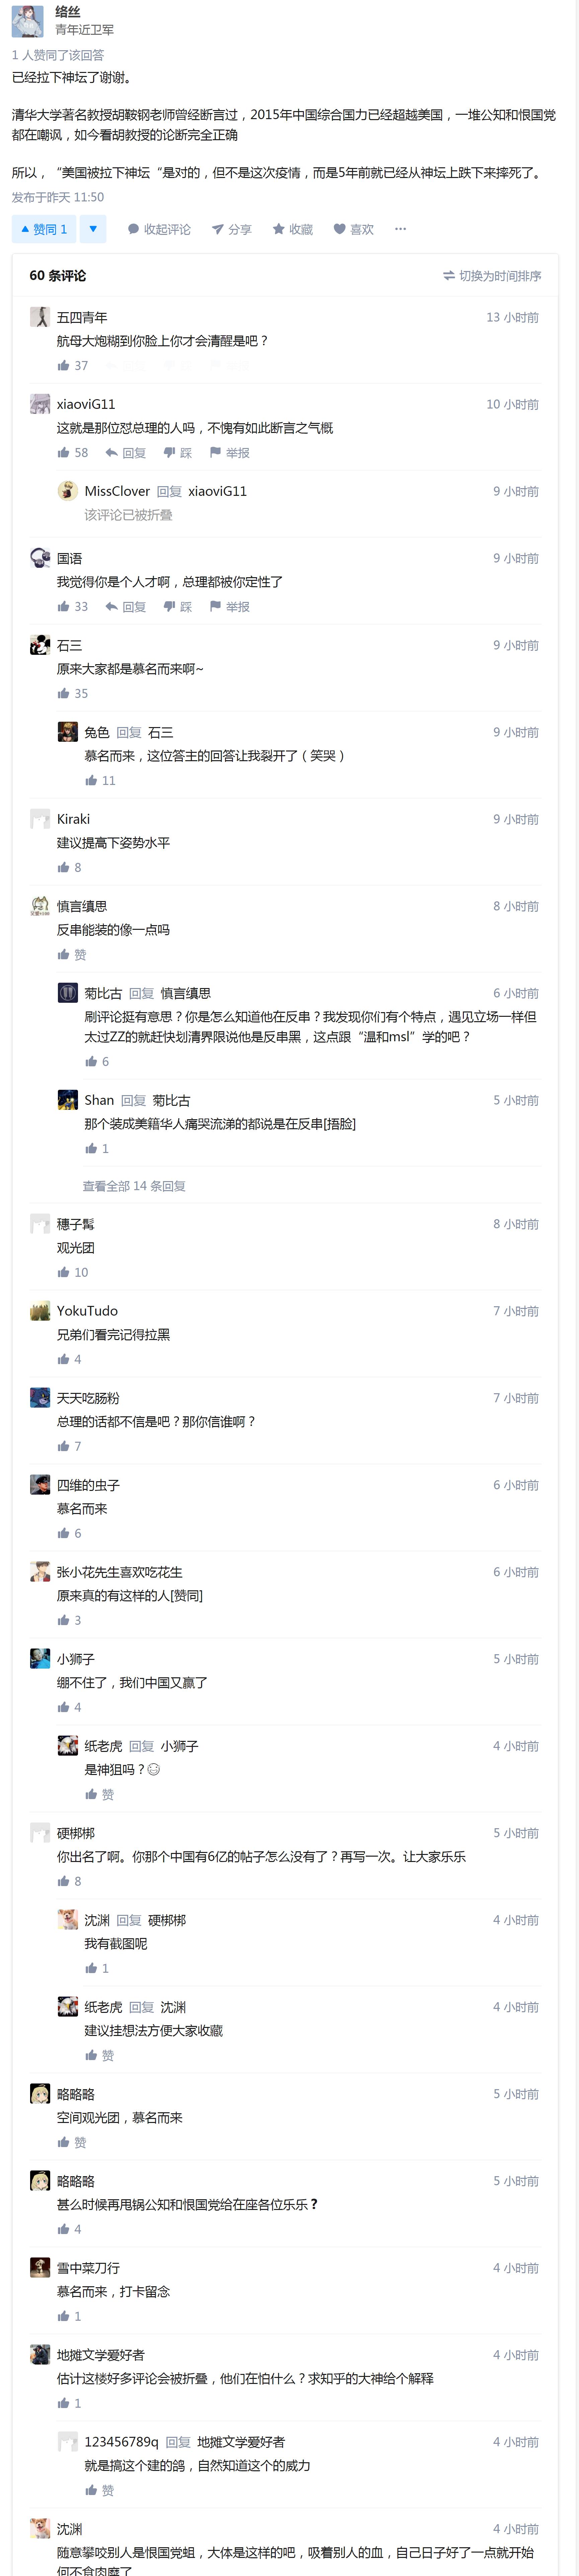 络丝
青年近卫军
1 人赞同了该回答
已经拉下神坛了谢谢。
清华大学著名教授胡鞍钢老师曾经断言过，2015年中国综合国力已经超越美国，一堆公知和恨国党
都在嘲讽，如今看胡教授的论断完全正确
所以，“美国被拉下神坛“是对的，但不是这次疫情，而是5年前就已经从神坛上跌下来摔死了。
发布于昨天 11:50
赞同 1 收起评论 分享 收藏 喜欢 ···
60 条评论 切换为时间排序
五四青年 13 小时前
航母大炮糊到你脸上你才会清醒是吧？
37
xiaoviG11 10 小时前
这就是那位怼总理的人吗，不愧有如此断言之气概
58 回复 踩 举报
MissClover 回复 xiaoviG11 9 小时前
该评论已被折叠
国语 9 小时前
我觉得你是个人才啊，总理都被你定性了
33 回复 踩 举报
石三 9 小时前
原来大家都是慕名而来啊~
35
兔色 回复 石三 9 小时前
慕名而来，这位答主的回答让我裂开了（笑哭）
11
Kiraki 9 小时前
建议提高下姿势水平
8
慎言缜思 8 小时前
反串能装的像一点吗
赞
菊比古 回复 慎言缜思 6 小时前
刷评论挺有意思？你是怎么知道他在反串？我发现你们有个特点，遇见立场一样但
太过ZZ的就赶快划清界限说他是反串黑，这点跟“温和msl”学的吧？
6
Shan 回复 菊比古 5 小时前
那个装成美籍华人痛哭流涕的都说是在反串[捂脸]
1
查看全部 14 条回复
穗子髯 8 小时前
观光团
10
YokuTudo 7 小时前
兄弟们看完记得拉黑
4
天天吃肠粉 7 小时前
总理的话都不信是吧？那你信谁啊？
7
四维的虫子 6 小时前
慕名而来
6
张小花先生喜欢吃花生 6 小时前
原来真的有这样的人[赞同]
3
小狮子 5 小时前
绷不住了，我们中国又赢了
4
纸老虎 回复 小狮子 4 小时前
是神狙吗？
赞
硬梆梆 5 小时前
你出名了啊。你那个中国有6亿的帖子怎么没有了？再写一次。让大家乐乐
8
沈渊 回复 硬梆梆 4 小时前
我有截图呢
1
纸老虎 回复 沈渊 4 小时前
建议挂想法方便大家收藏
赞
略略略 5 小时前
空间观光团，慕名而来
赞
略略略 5 小时前
甚么时候再甩锅公知和恨国党给在座各位乐乐？
4
雪中菜刀行 4 小时前
慕名而来，打卡留念
1
地摊文学爱好者 4 小时前
估计这楼好多评论会被折叠，他们在怕什么？求知乎的大神给个解释
1
123456789q 回复 地摊文学爱好者 4 小时前
就是搞这个建的鸽，自然知道这个的威力
赞
沈渊 4 小时前
随意攀咬别人是恨国党蛆，大体是这样的吧，吸着别人的血，自己日子好了一点就开始
何不食肉糜了